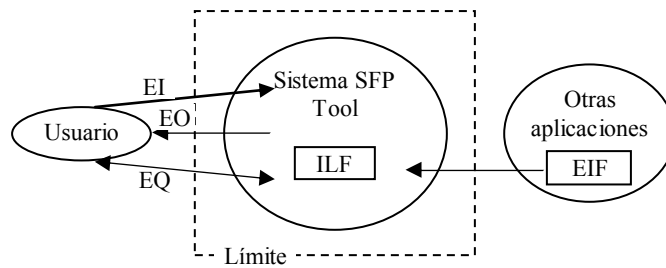 EI
EO
Usuario
EQ
Sistema SFP
Tool
ILF
Otras
aplicaciones
EIF
Límite